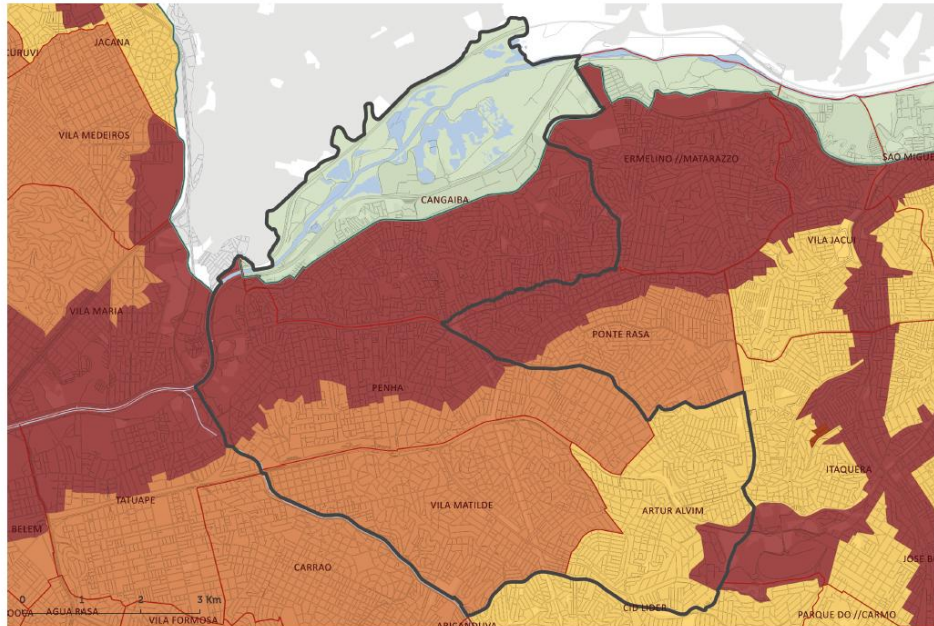 JACANA
CURUVI
VILA MEDEIROS
ERMELINO //MATARAZZO
SAO MIGUE
CANGAIBA
VILA JACUI
VILA MARIA
PONTE RASA
PENHA
ITAQUERA
TATUAPE
VILA MATILDE
ARTUR ALVIM
BELEM
JOSE B
CARRAO
0 1 2 3 Km
AGUA RASA
VILA FORMOSA
CID LIDER
PARQUE DO //CARMO
ARICANDUVA